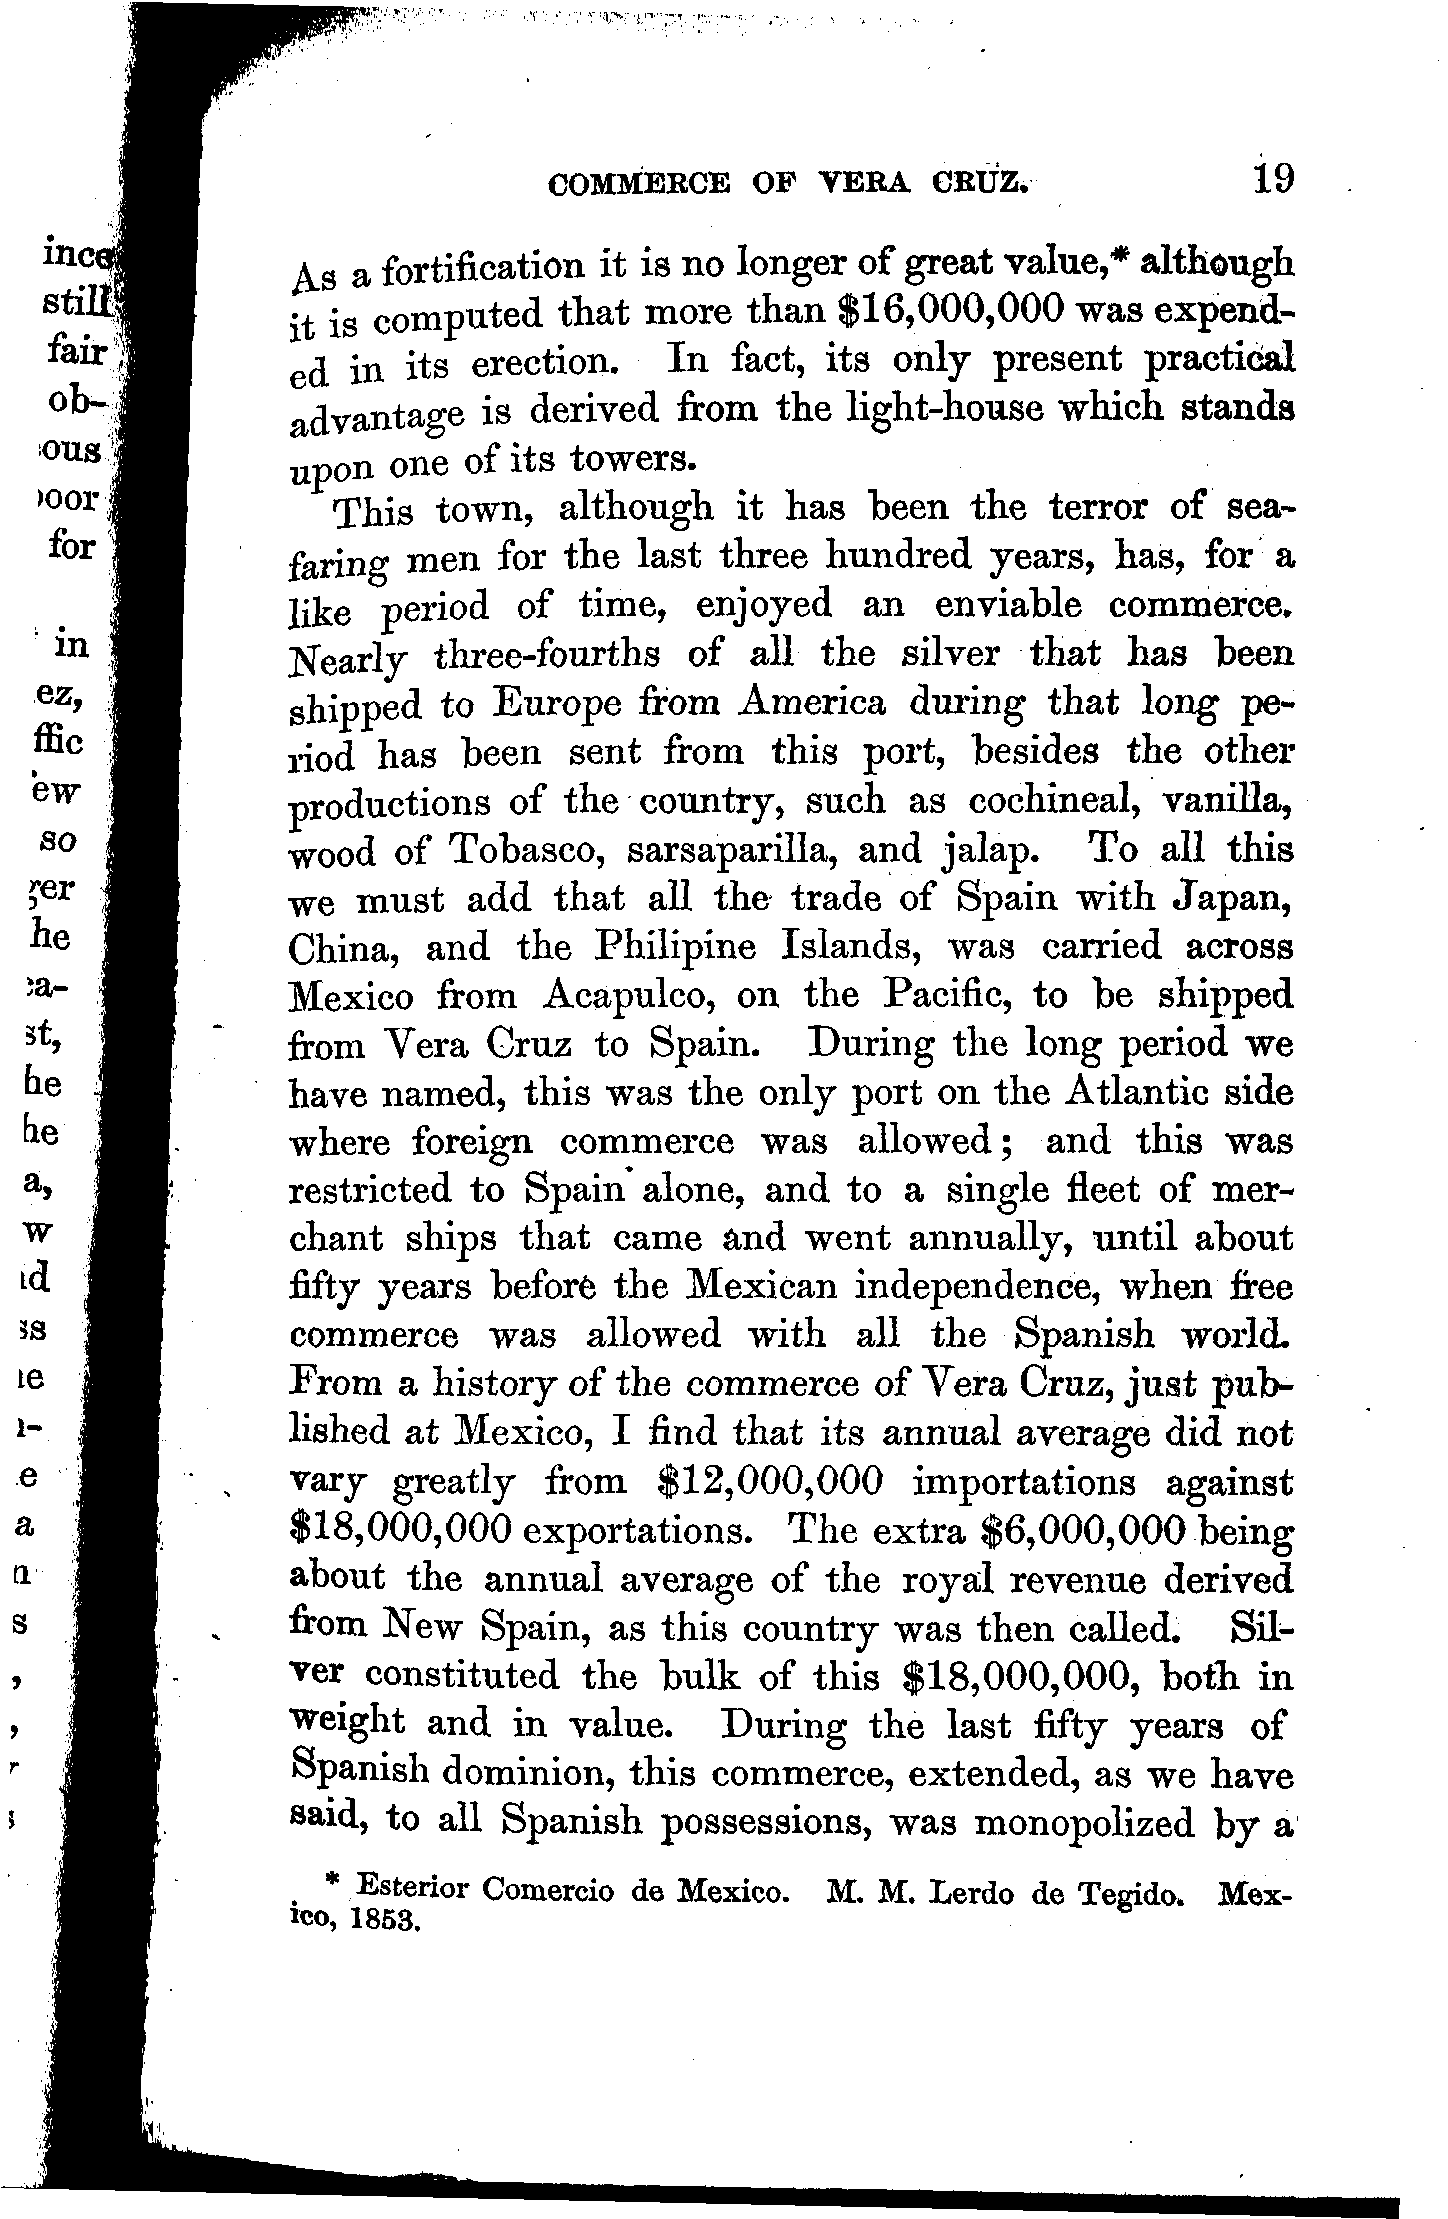 COMMERCE OF VERA CRUZ. 19
As a fortification it is no longer of great value,* although
it is computed that more than $16,000,000 was expend-
ed in its erection. In fact, its only present practical
advantage is derived from the light-house which stands
upon one of its towers.
This town, although it has been the terror of sea-
faring men for the last three hundred years, has, for a
like period of time, enjoyed an enviable commerce.
Nearly three-fourths of all the silver that has been
shipped to Europe from America during that long pe-
riod has been sent from this port, besides the other
productions of the country, such as cochineal, vanilla,
wood of Tobasco, sarsaparilla, and jalap. To all this
we must add that all the trade of Spain with Japan,
China, and the Philipine Islands, was carried across
Mexico from Acapulco, on the Pacific, to be shipped
from Vera Cruz to Spain. During the long period we
have named, this was the only port on the Atlantic side
where foreign commerce was allowed; and this was
restricted to Spain alone, and to a single fleet of mer-
chant ships that came and went annually, until about
fifty years before the Mexican independence, when free
commerce was allowed with all the Spanish world.
From a history of the commerce of Vera Cruz, just pub-
lished at Mexico, I find that its annual average did not
vary greatly from $12,000,000 importations against
$18,000,000 exportations. The extra $6,000,000 being
about the annual average of the royal revenue derived
from New Spain, as this country was then called. Sil-
ver constituted the bulk of this $18,000,000, both in
weight and in value. During the last fifty years of
Spanish dominion, this commerce, extended, as we have
said, to all Spanish possessions, was monopolized by a
* Esterior Comercio de Mexico. M. M. Lerdo de Tegido. Mex-
ico, 1853.